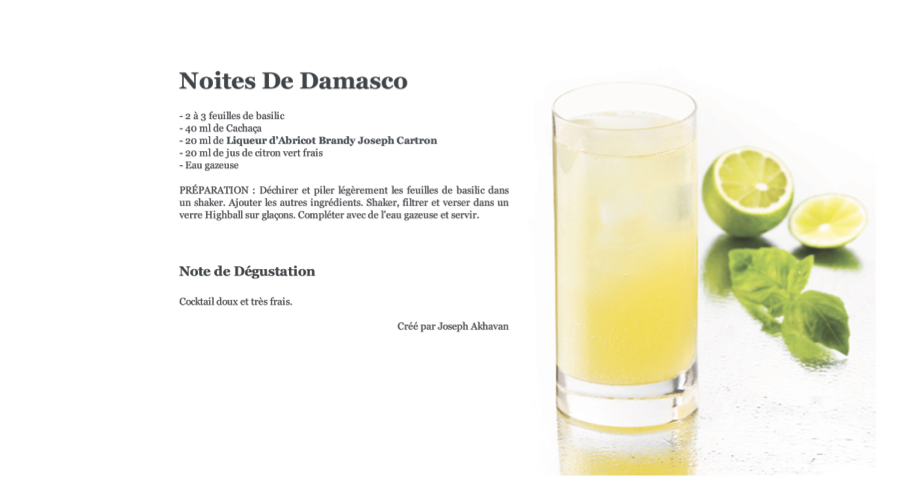 Noites De Damasco
- 2 à 3 feuilles de basilic
- 40 ml de Cachaça
- 20 ml de Liqueur d'Abricot Brandy Joseph Cartron
- 20 ml de jus de citron vert frais
- Eau gazeuse
PRÉPARATION : Déchirer et piler légèrement les feuilles de basilic dans
un shaker. Ajouter les autres ingrédients. Shaker, filtrer et verser dans un
verre Highball sur glaçons. Compléter avec de l'eau gazeuse et servir.
Note de Dégustation
Cocktail doux et très frais.
Créé par Joseph Akhavan